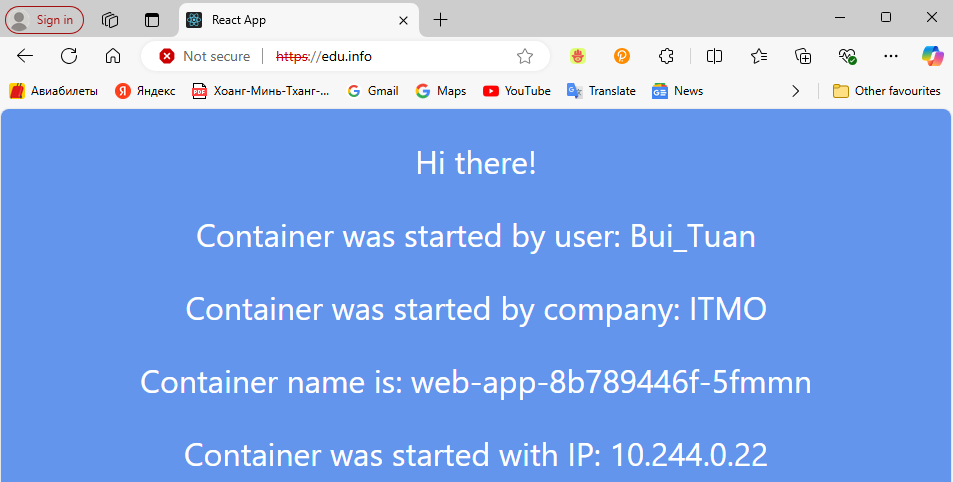 Sign in
React App
Not secure
https://edu.info
Авиабилеты
Яндекс
PDF
Хоанг-Минь-Тханг-...
Gmail
Maps
YouTube
Translate
News
Other favourites
Hi there!
Container was started by user: Bui_Tuan
Container was started by company: ITMO
Container name is: web-app-8b789446f-5fmmn
Container was started with IP: 10.244.0.22